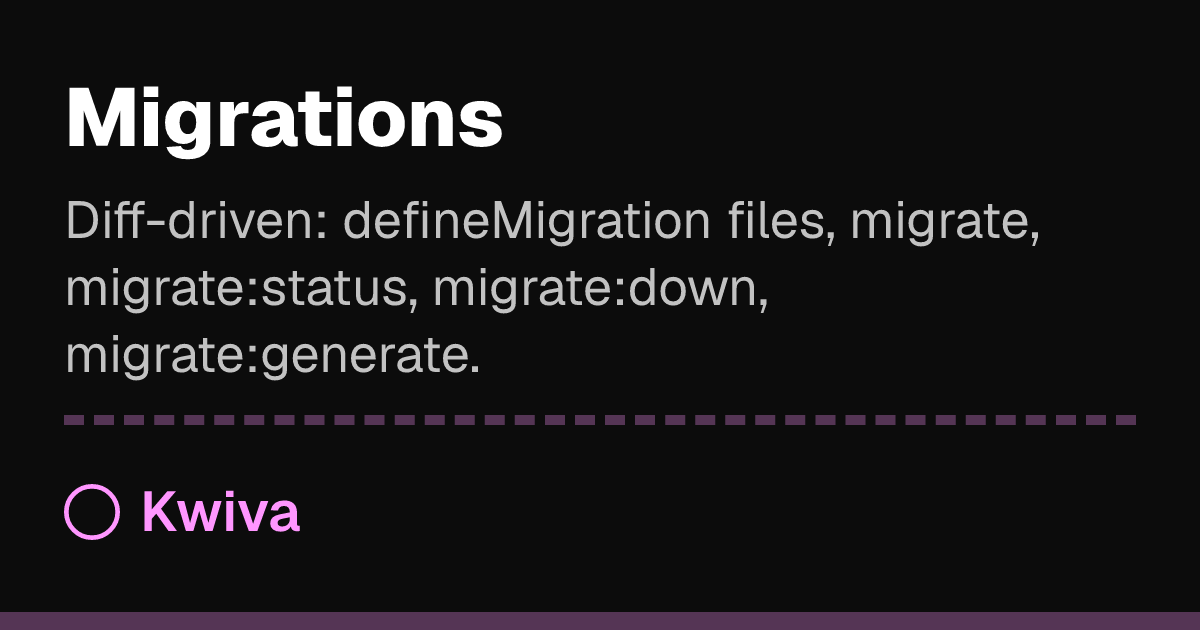 Migrations
Diff-driven: defineMigration files, migrate,
migrate:status, migrate:down,
migrate:generate.
Kwiva